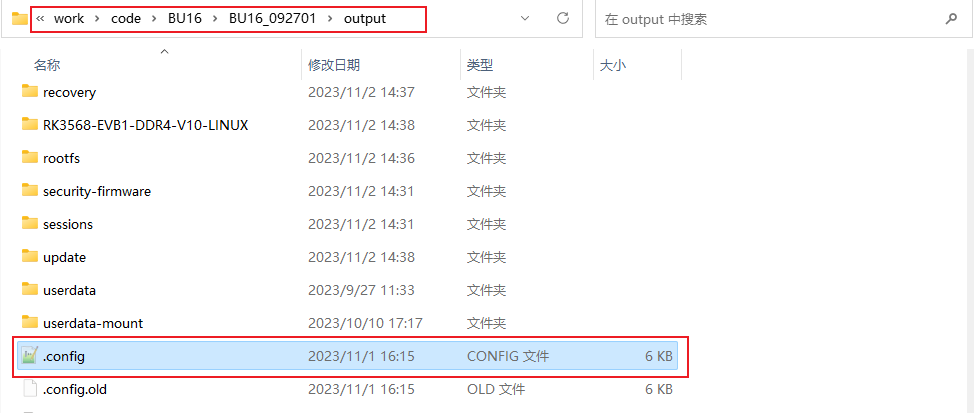 « work › code › BU16 › BU16_092701 › output 在 output 中搜索
名称 修改日期 类型 大小
recovery 2023/11/2 14:37 文件夹
RK3568-EVB1-DDR4-V10-LINUX 2023/11/2 14:38 文件夹
rootfs 2023/11/2 14:36 文件夹
security-firmware 2023/11/2 14:31 文件夹
sessions 2023/11/2 14:31 文件夹
update 2023/11/2 14:38 文件夹
userdata 2023/9/27 11:33 文件夹
userdata-mount 2023/10/10 17:17 文件夹
.config 2023/11/1 16:15 CONFIG 文件 6 KB
.config.old 2023/11/1 16:15 OLD 文件 6 KB